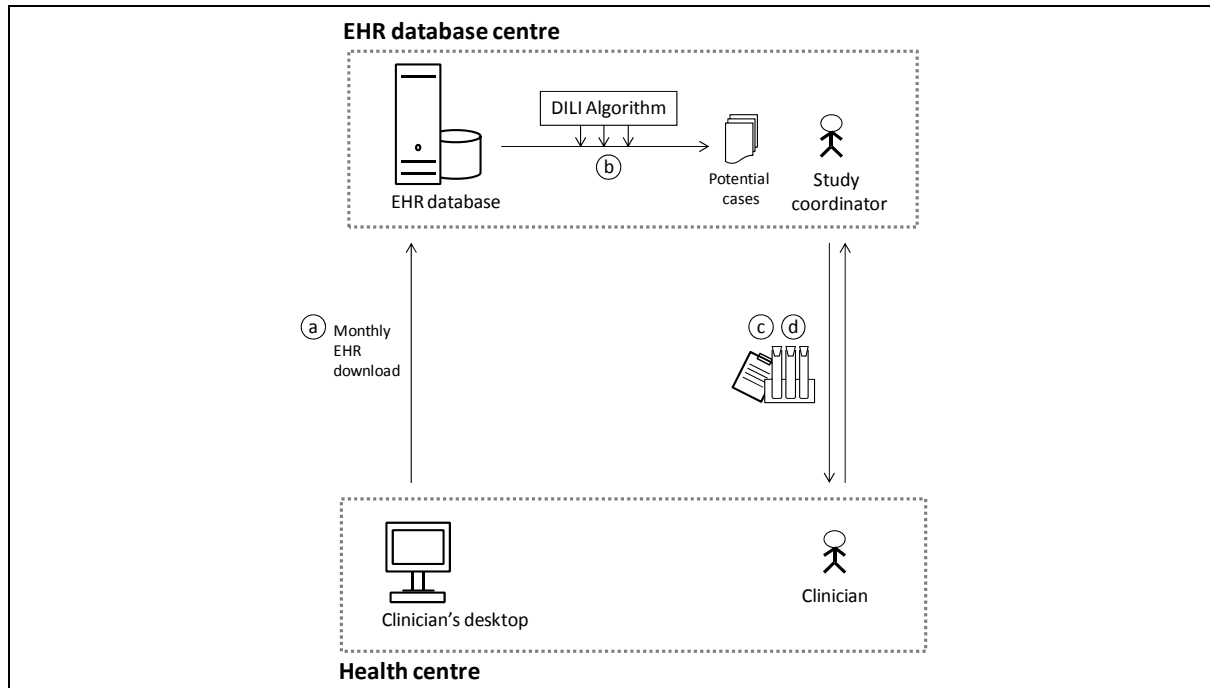 EHR database centre
DILI Algorithm
b
EHR database
Potential
cases
Study
coordinator
a Monthly
EHR
download
c d
Clinician's desktop
Clinician
Health centre